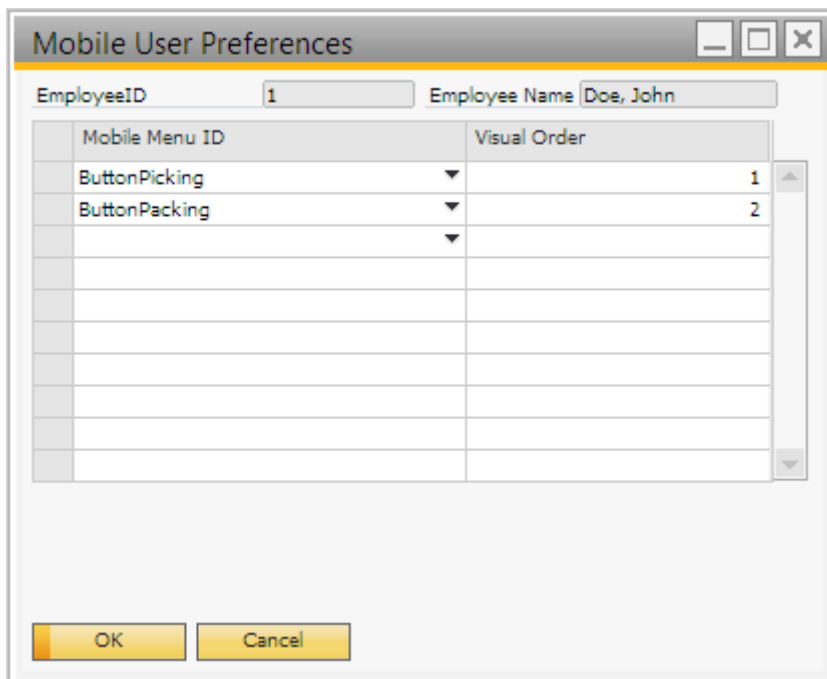 Mobile User Preferences
EmployeeID 1 Employee Name Doe, John
Mobile Menu ID Visual Order
ButtonPicking 1
ButtonPacking 2
OK Cancel